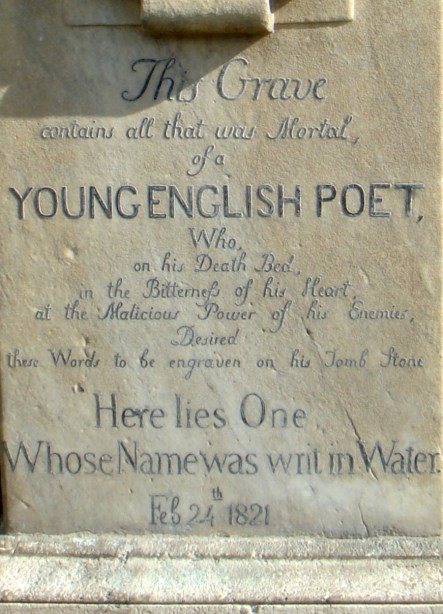 This Grave
contains all that was Mortal,
of a
YOUNG ENGLISH POET,
Who,
on his Death Bed,
in the Bitterneſs of his Heart,
at the Malicious Power of his Enemies,
Desired
these Words to be engraven on his Tomb Stone
Here lies One
Whose Name was writ in Water.
Feb 24th 1821